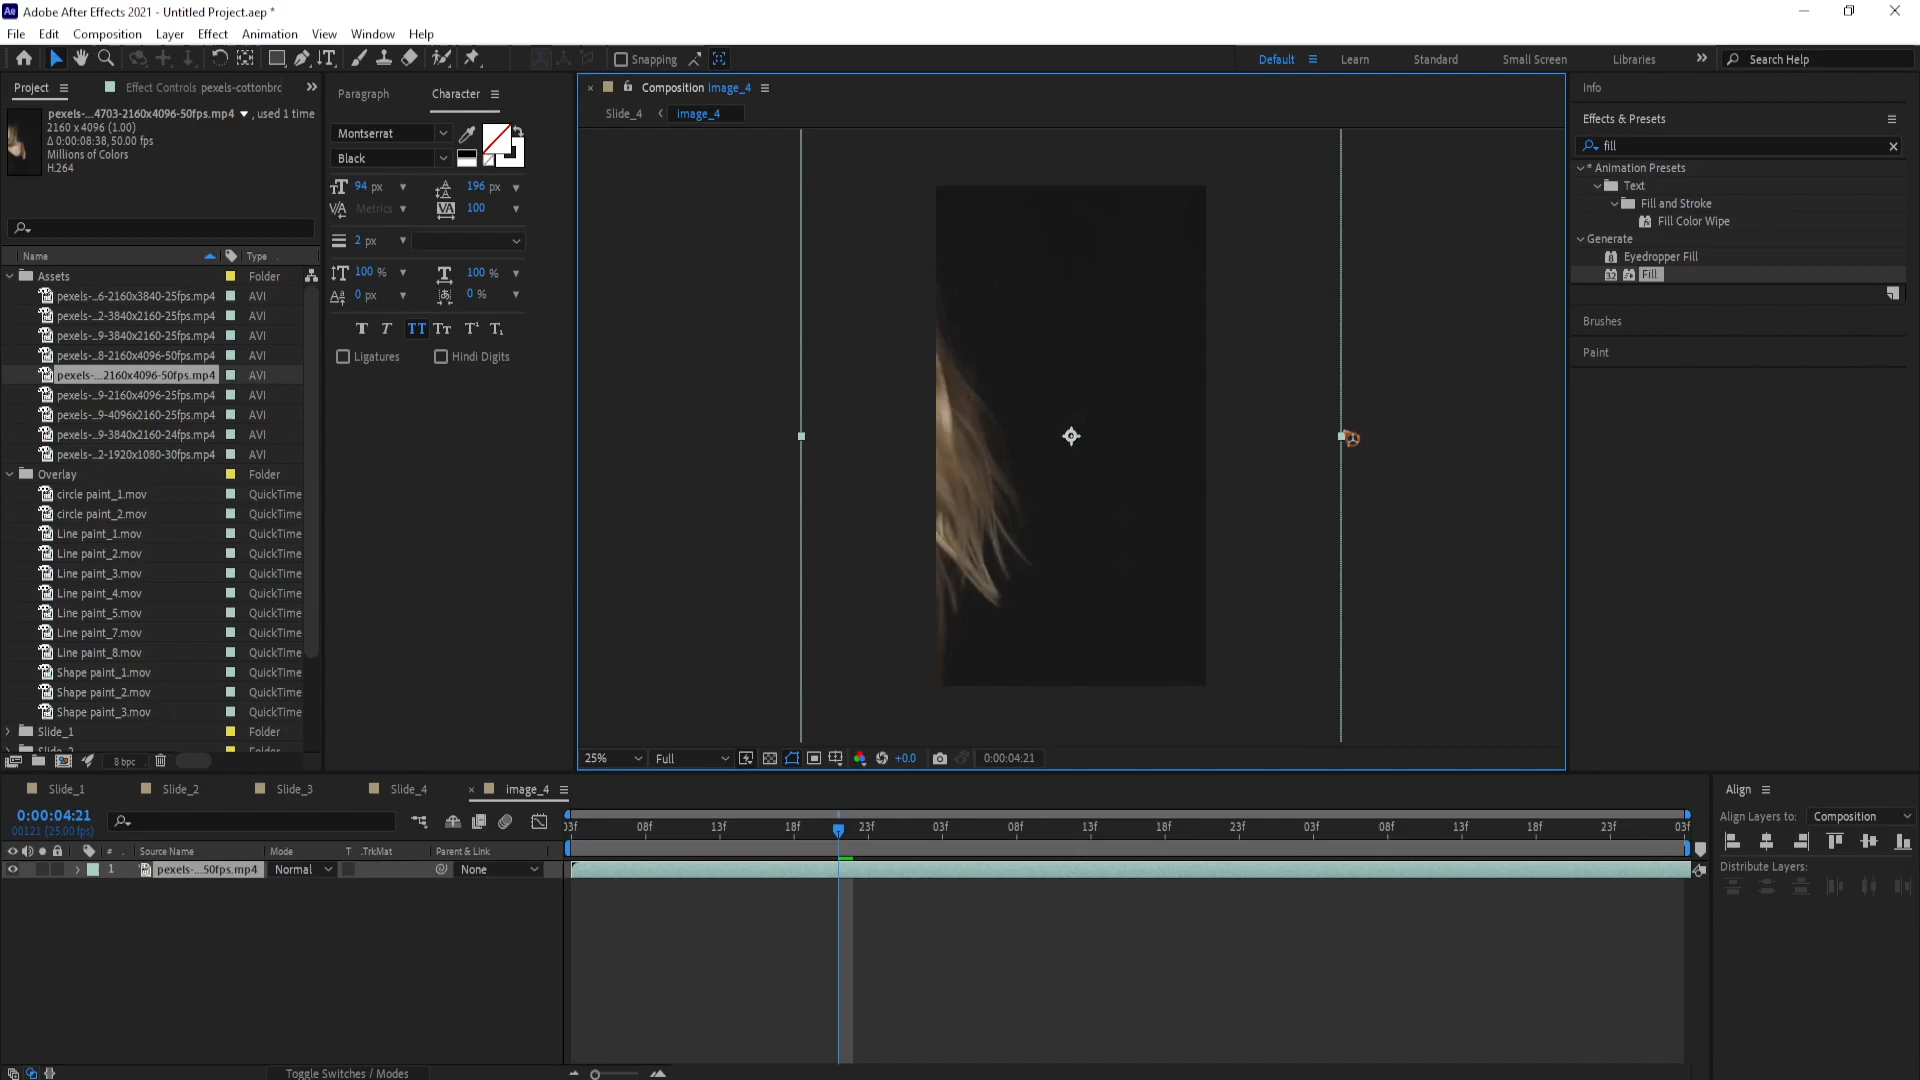 Ae Adobe After Effects 2021 - Untitled Project.aep *
File Edit Composition Layer Effect Animation View Window Help
Snapping
Default Learn Standard Small Screen Libraries Search Help
Project Effect Controls pexels-cottonbrc
pexels-...4703-2160x4096-50fps.mp4 , used 1 time
2160 x 4096 (1.00)
Δ 0:00:08:38, 50.00 fps
Millions of Colors
H.264
Name Type
Assets Folder
pexels-...6-2160x3840-25fps.mp4 AVI
pexels-...2-3840x2160-25fps.mp4 AVI
pexels-...9-3840x2160-25fps.mp4 AVI
pexels-...8-2160x4096-50fps.mp4 AVI
pexels-...2160x4096-50fps.mp4 AVI
pexels-...9-2160x4096-25fps.mp4 AVI
pexels-...9-4096x2160-25fps.mp4 AVI
pexels-...9-3840x2160-24fps.mp4 AVI
pexels-...2-1920x1080-30fps.mp4 AVI
Overlay Folder
circle paint_1.mov QuickTime
circle paint_2.mov QuickTime
Line paint_1.mov QuickTime
Line paint_2.mov QuickTime
Line paint_3.mov QuickTime
Line paint_4.mov QuickTime
Line paint_5.mov QuickTime
Line paint_7.mov QuickTime
Line paint_8.mov QuickTime
Shape paint_1.mov QuickTime
Shape paint_2.mov QuickTime
Shape paint_3.mov QuickTime
Slide_1 Folder
Slide_2 Folder
8 bpc
Paragraph Character
Montserrat
Black
94 px 196 px
Metrics 100
2 px
100 % 100 %
0 px 0 %
Ligatures Hindi Digits
Composition image_4
Slide_4 image_4
25% Full +0.0 0:00:04:21
Info
Effects & Presets
fill
* Animation Presets
Text
Fill and Stroke
Fill Color Wipe
Generate
Eyedropper Fill
Fill
Brushes
Paint
Slide_1 Slide_2 Slide_3 Slide_4 image_4
0:00:04:21
00121 (25.00 fps)
03f 08f 13f 18f 23f 03f 08f 13f 18f 23f 03f 08f 13f 18f 23f 03f
# Source Name Mode T .TrkMat Parent & Link
1 pexels-...50fps.mp4 Normal None
Toggle Switches / Modes
Align
Align Layers to: Composition
Distribute Layers: